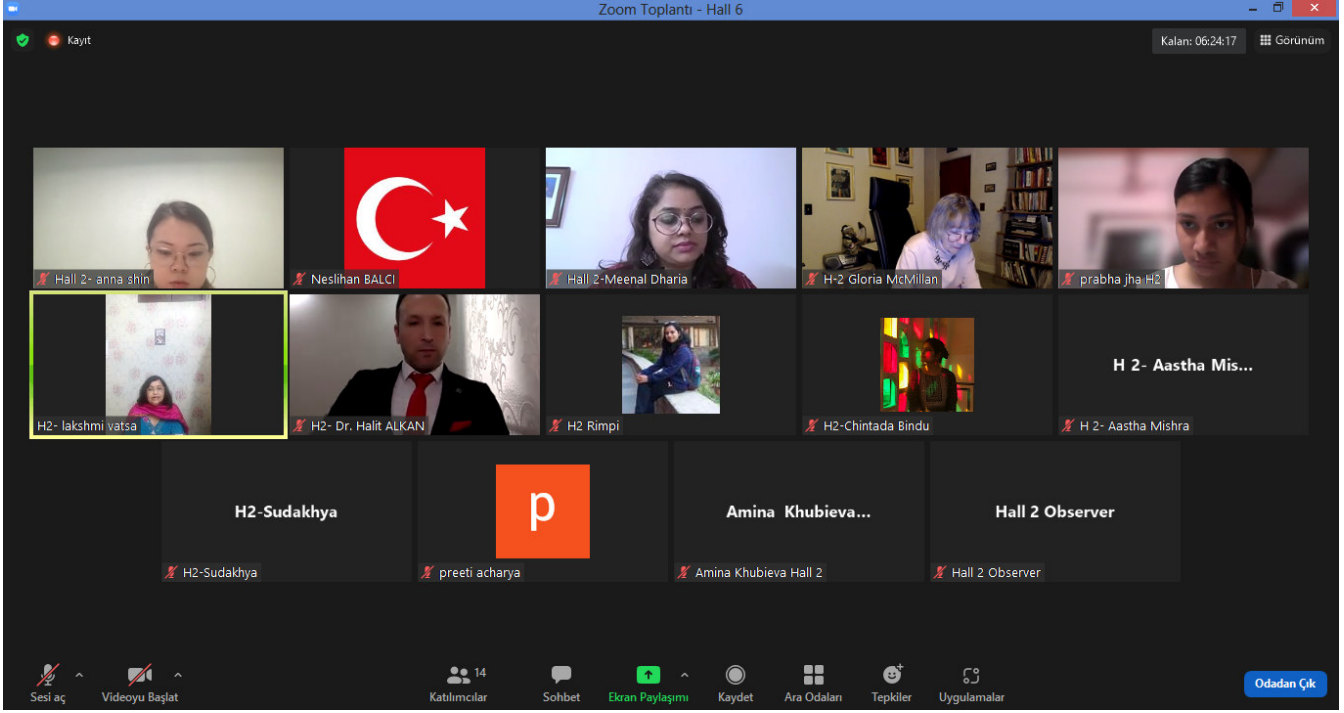 Zoom Toplantı - Hall 6
Kayıt
Kalan: 06:24:17
Görünüm
Hall 2- anna shin
Neslihan BALCI
Hall 2-Meenal Dharia
H-2 Gloria McMillan
prabha jha H2
H2- lakshmi vatsa
H2- Dr. Halit ALKAN
H2 Rimpi
H2-Chintada Bindu
H 2- Aastha Mis...
H 2- Aastha Mishra
H2-Sudakhya
H2-Sudakhya
p
preeti acharya
Amina Khubieva...
Amina Khubieva Hall 2
Hall 2 Observer
Hall 2 Observer
Sesi aç
Videoyu Başlat
14
Katılımcılar
Sohbet
Ekran Paylaşımı
Kaydet
Ara Odaları
Tepkiler
Uygulamalar
Odadan Çık